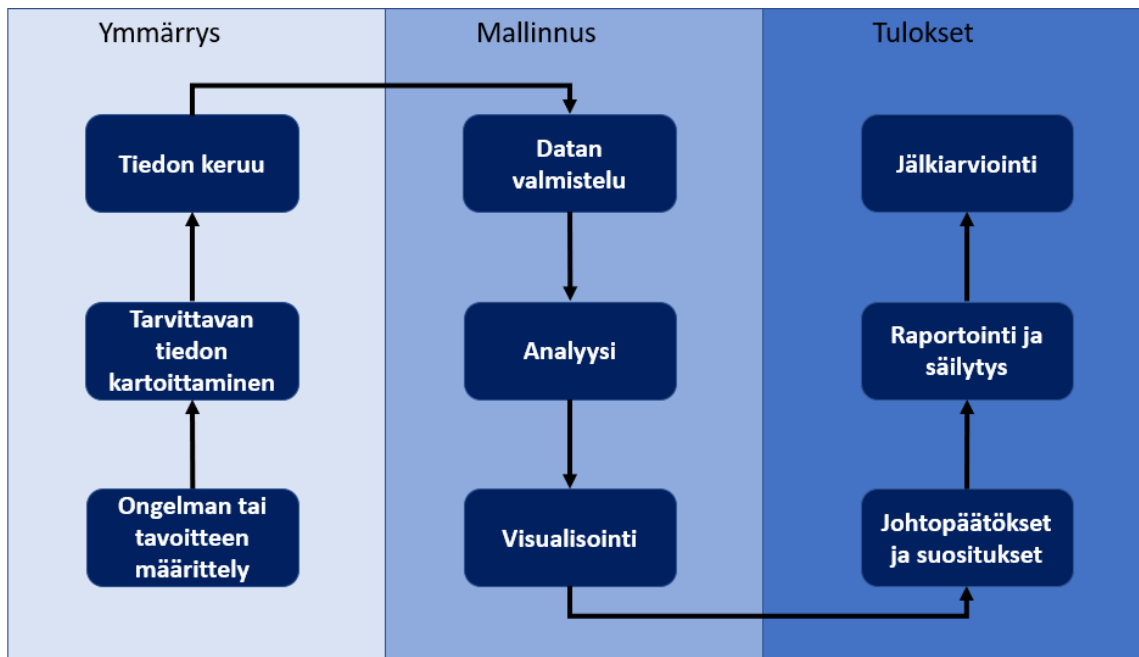 Ymmärrys
Mallinnus
Tulokset
Tiedon keruu
Datan
valmistelu
Jälkiarviointi
Tarvittavan
tiedon
kartoittaminen
Analyysi
Raportointi ja
säilytys
Ongelman tai
tavoitteen
määrittely
Visualisointi
Johtopäätökset
ja suositukset